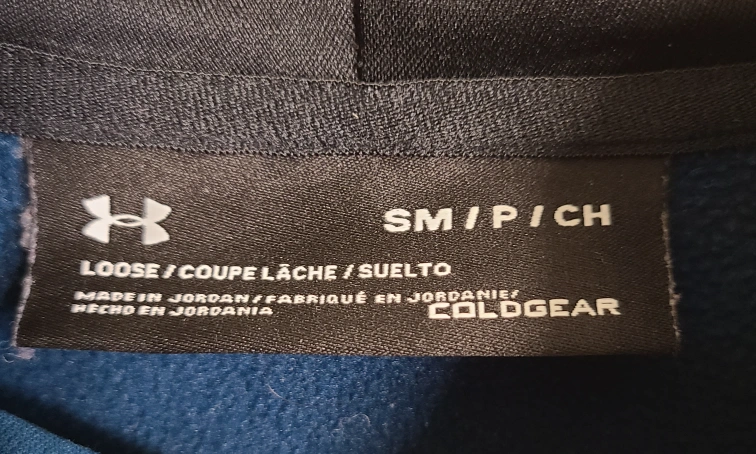 SM / P / CH
LOOSE / COUPE LÂCHE / SUELTO
MADE IN JORDAN / FABRIQUÉ EN JORDANIE /
HECHO EN JORDANIA
COLDGEAR